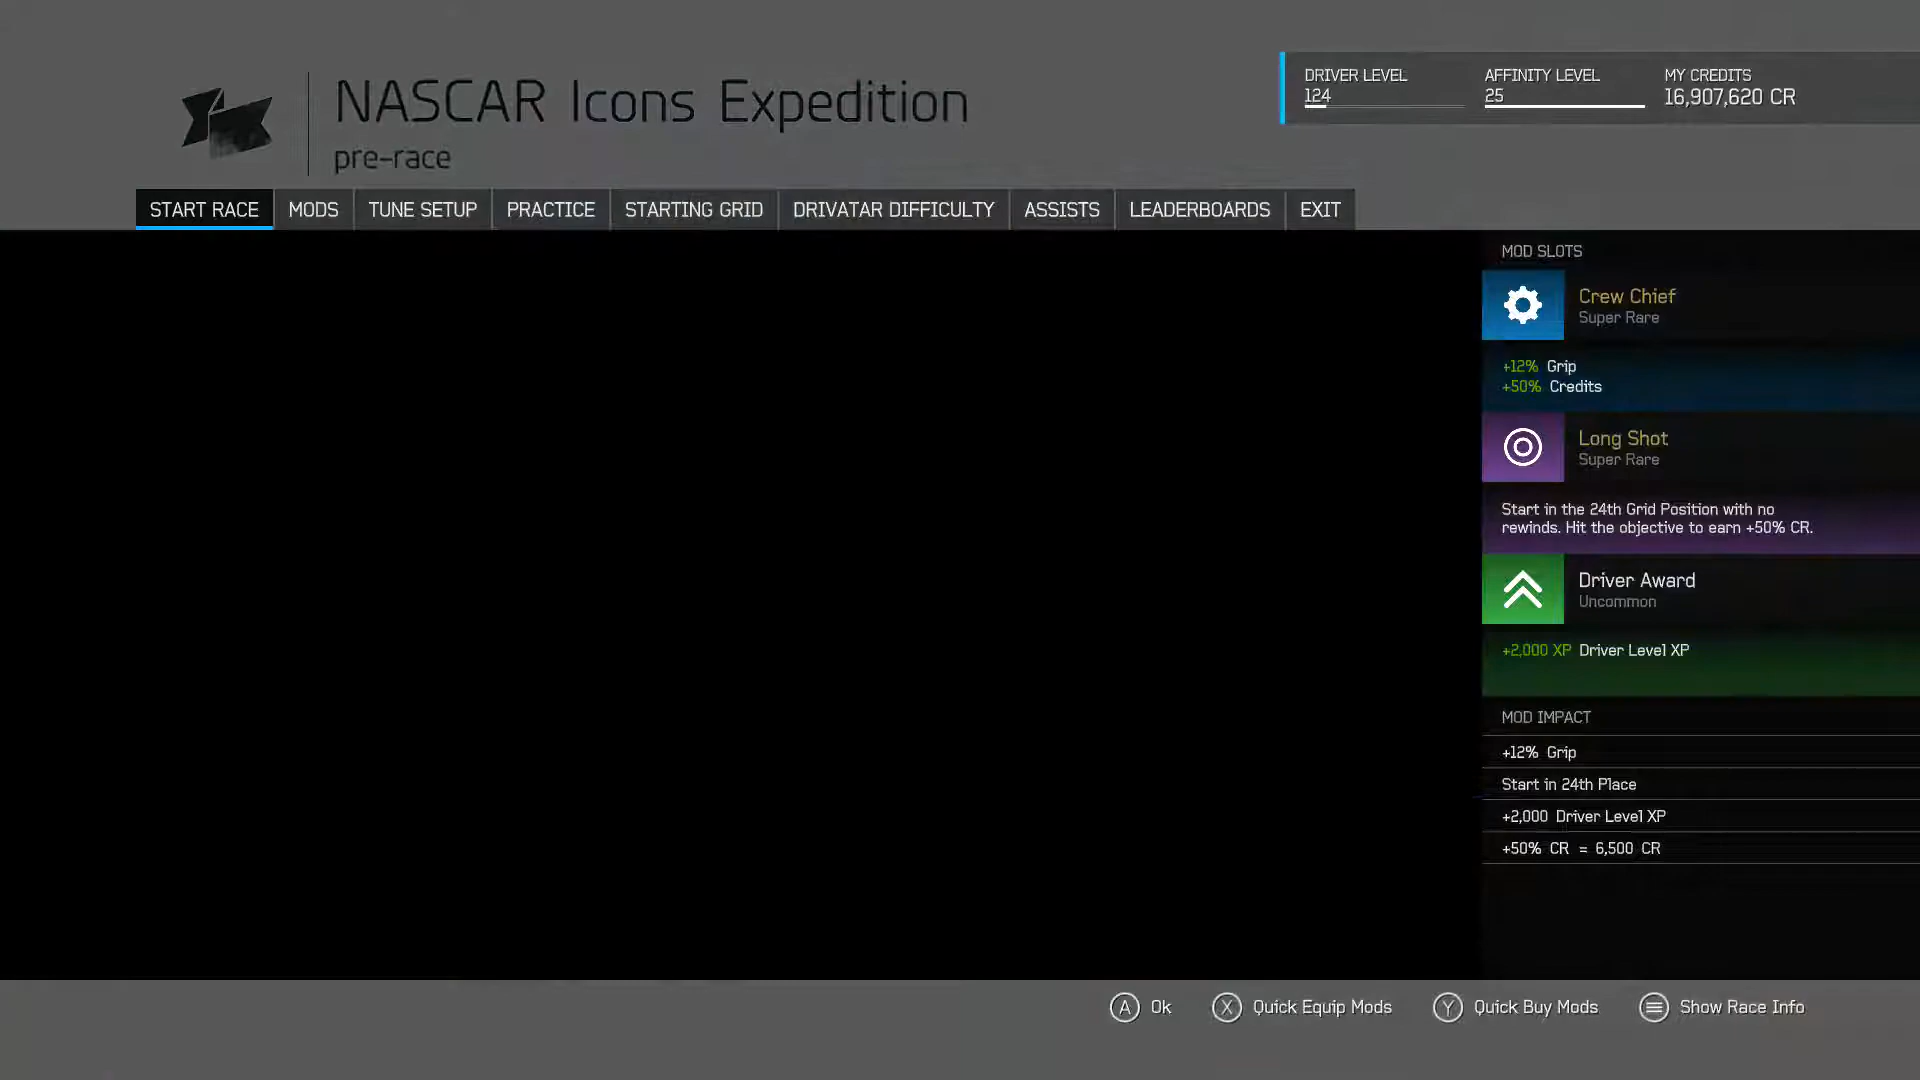 NASCAR Icons Expedition
pre-race
DRIVER LEVEL
124
AFFINITY LEVEL
25
MY CREDITS
16,907,620 CR
START RACE
MODS
TUNE SETUP
PRACTICE
STARTING GRID
DRIVATAR DIFFICULTY
ASSISTS
LEADERBOARDS
EXIT
MOD SLOTS
Crew Chief
Super Rare
+12% Grip
+50% Credits
Long Shot
Super Rare
Start in the 24th Grid Position with no
rewinds. Hit the objective to earn +50% CR.
Driver Award
Uncommon
+2,000 XP Driver Level XP
MOD IMPACT
+12% Grip
Start in 24th Place
+2,000 Driver Level XP
+50% CR = 6,500 CR
A Ok
X Quick Equip Mods
Y Quick Buy Mods
Show Race Info